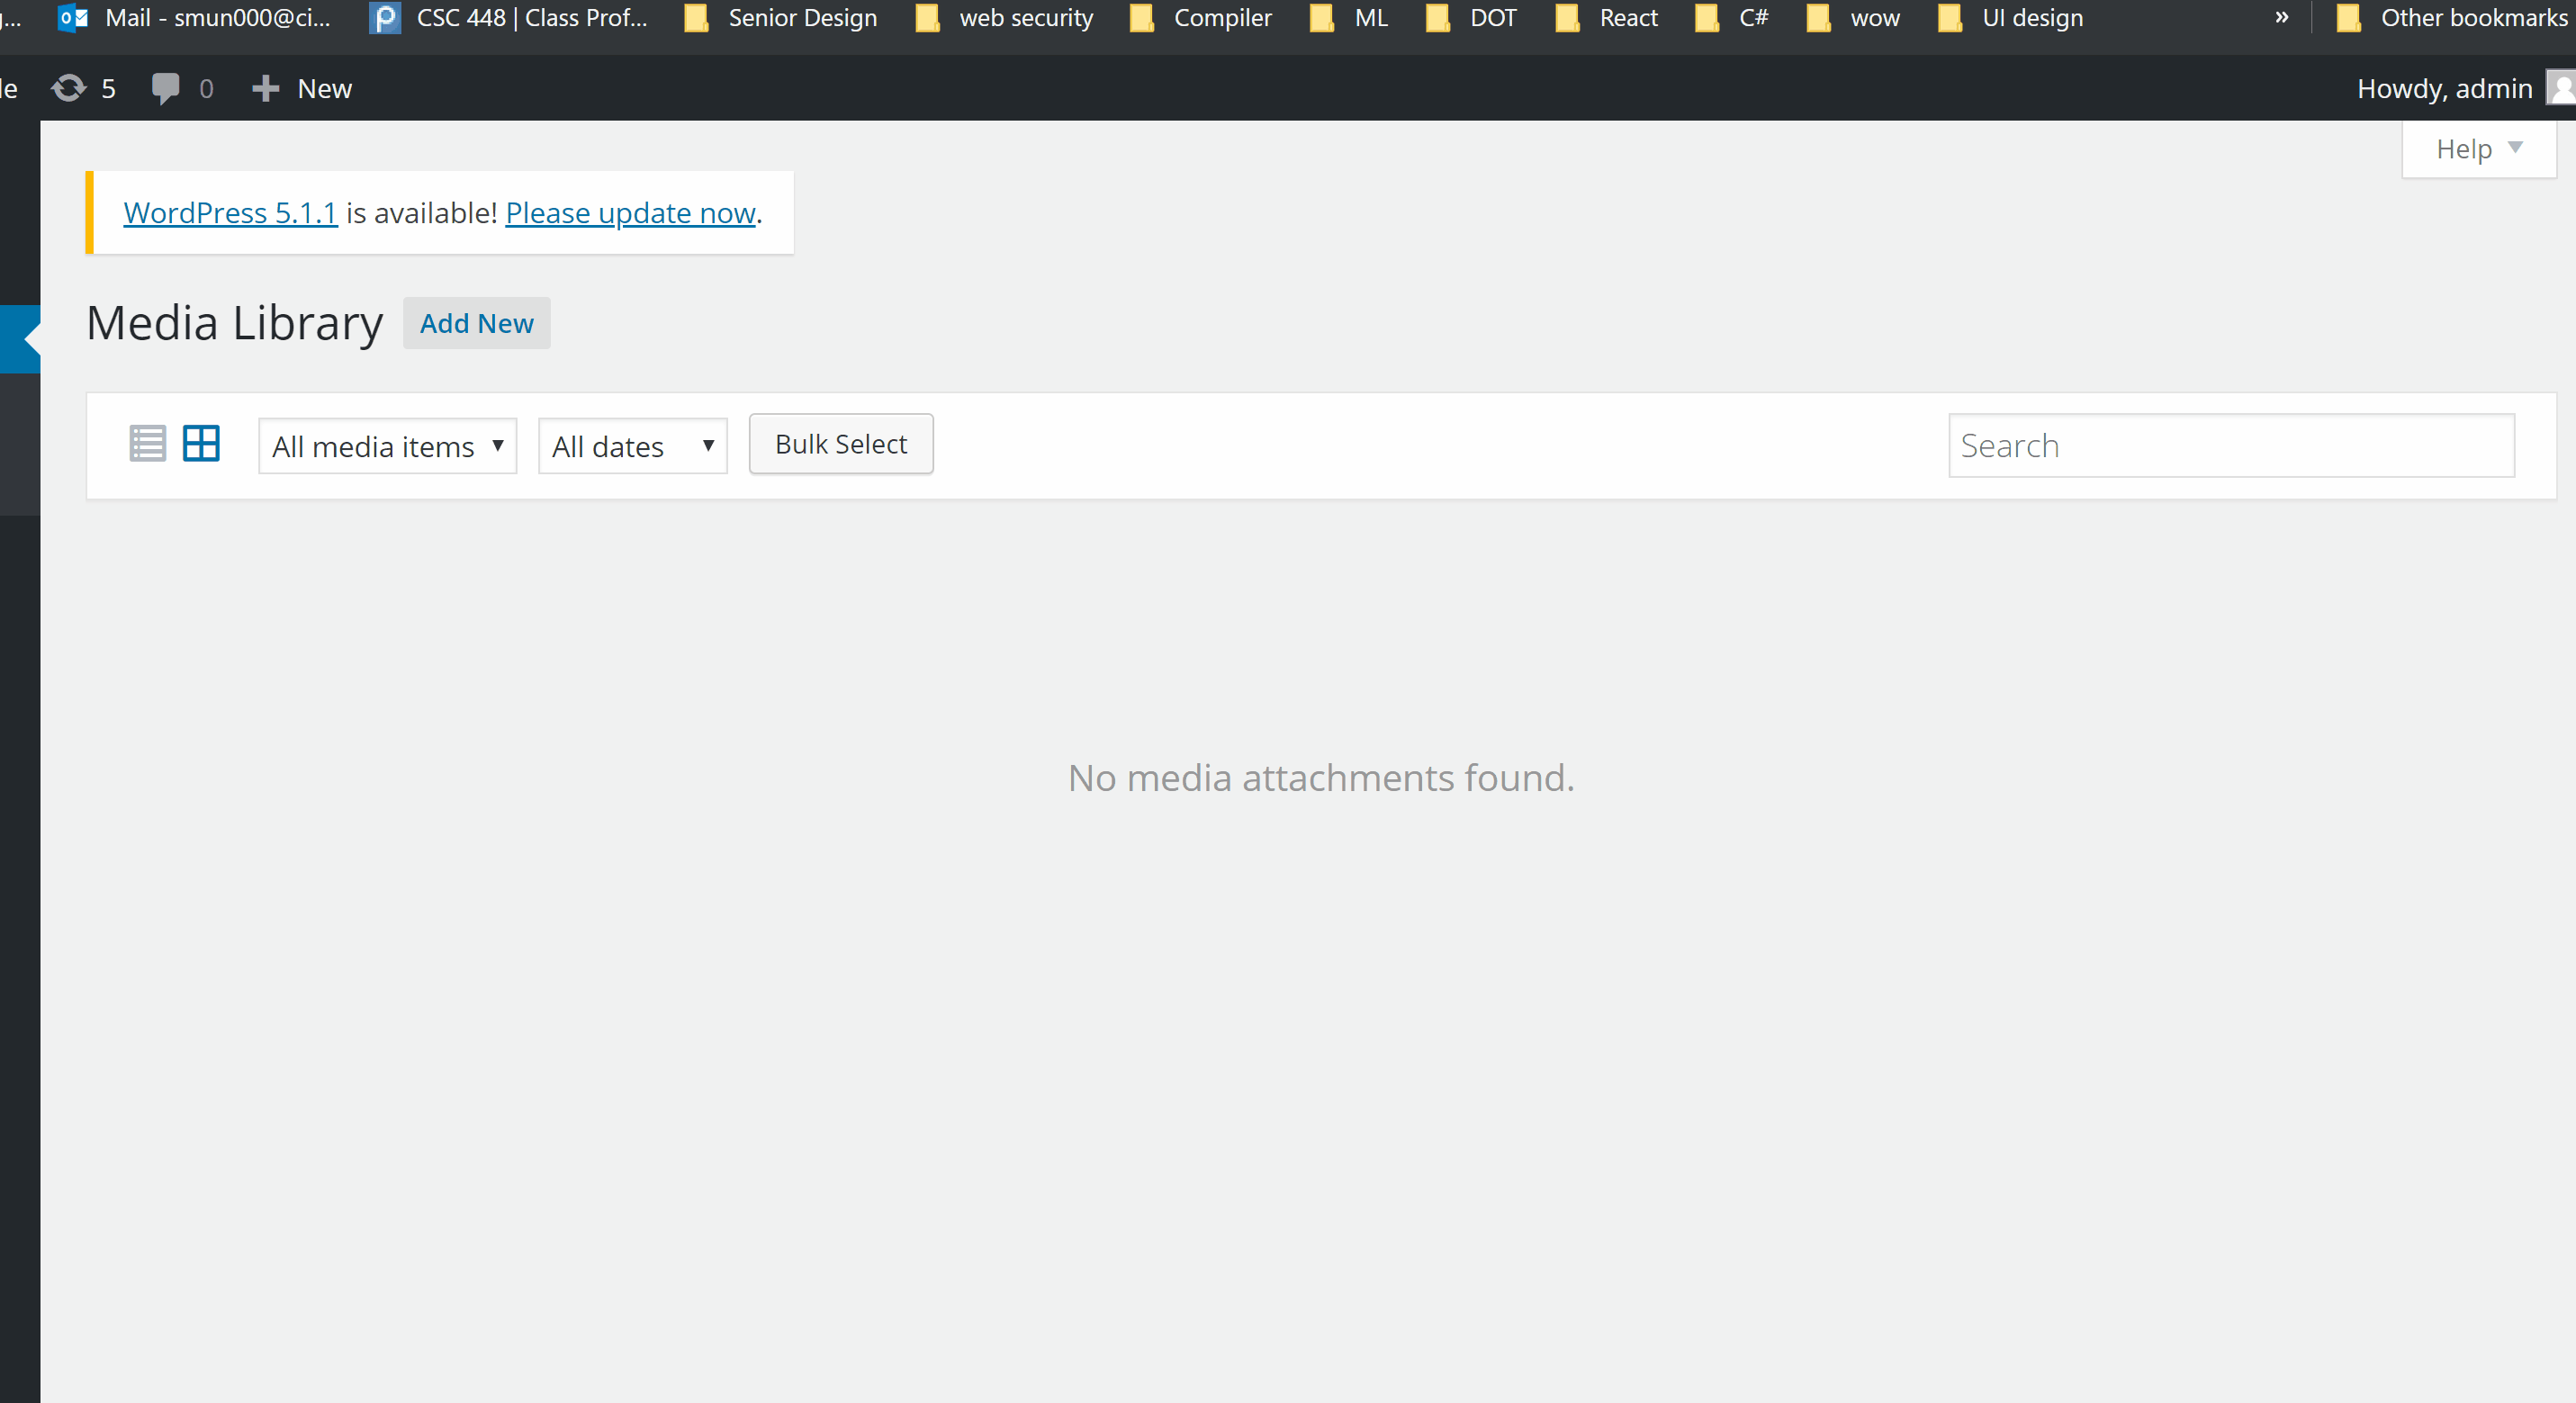 g... Mail - smun000@ci... CSC 448 | Class Prof... Senior Design web security Compiler ML DOT React C# wow UI design » Other bookmarks
le 5 0 New Howdy, admin
Help
WordPress 5.1.1 is available! Please update now.
Media Library Add New
All media items All dates Bulk Select Search
No media attachments found.